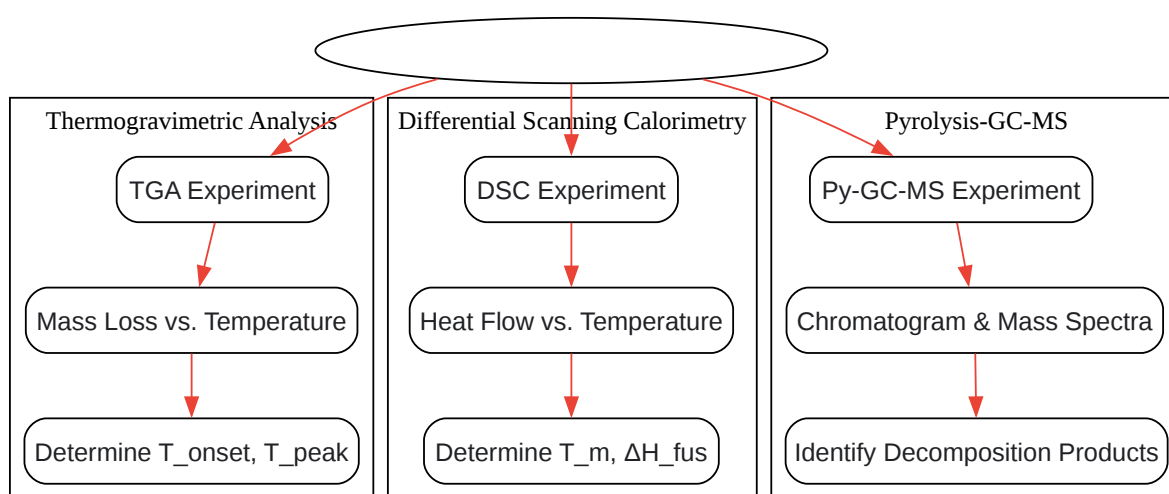 Thermogravimetric Analysis
TGA Experiment
Mass Loss vs. Temperature
Determine T_onset, T_peak
Differential Scanning Calorimetry
DSC Experiment
Heat Flow vs. Temperature
Determine T_m, ΔH_fus
Pyrolysis-GC-MS
Py-GC-MS Experiment
Chromatogram & Mass Spectra
Identify Decomposition Products